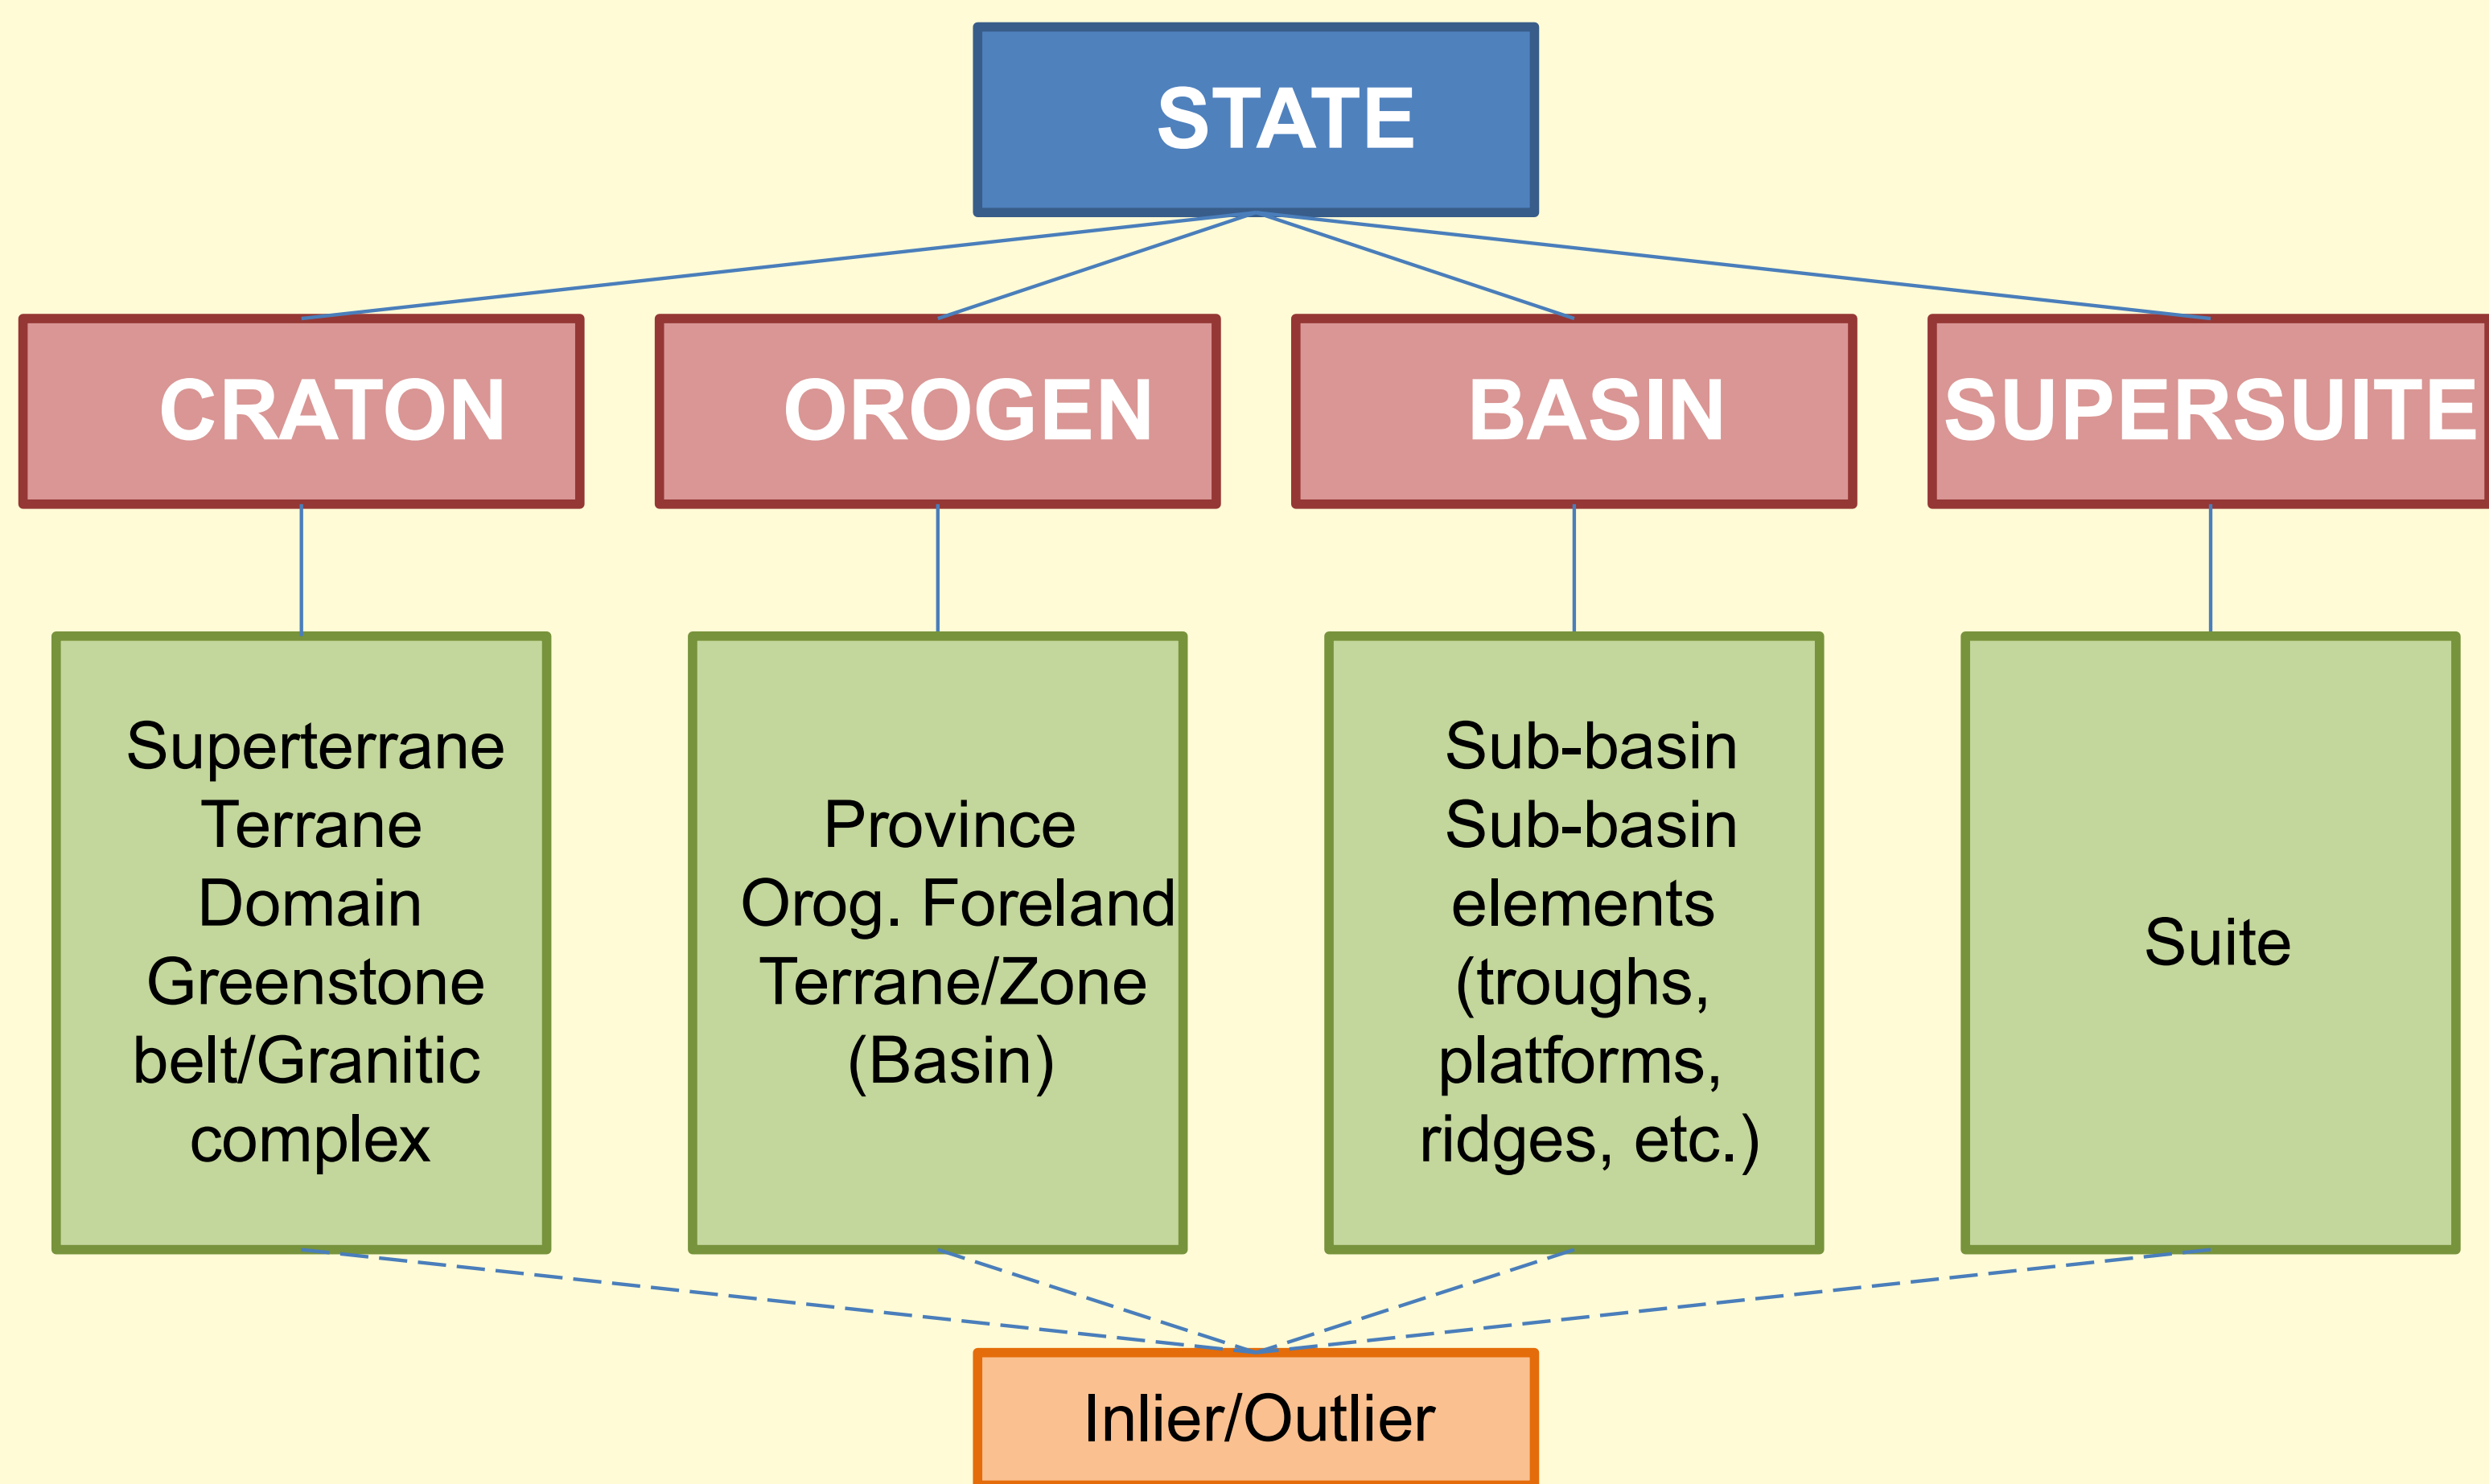 STATE
CRATON
OROGEN
BASIN
SUPERSUITE
Superterrane
Terrane
Domain
Greenstone
belt/Granitic
complex
Province
Orog. Foreland
Terrane/Zone
(Basin)
Sub-basin
Sub-basin
elements
(troughs,
platforms,
ridges, etc.)
Suite
Inlier/Outlier